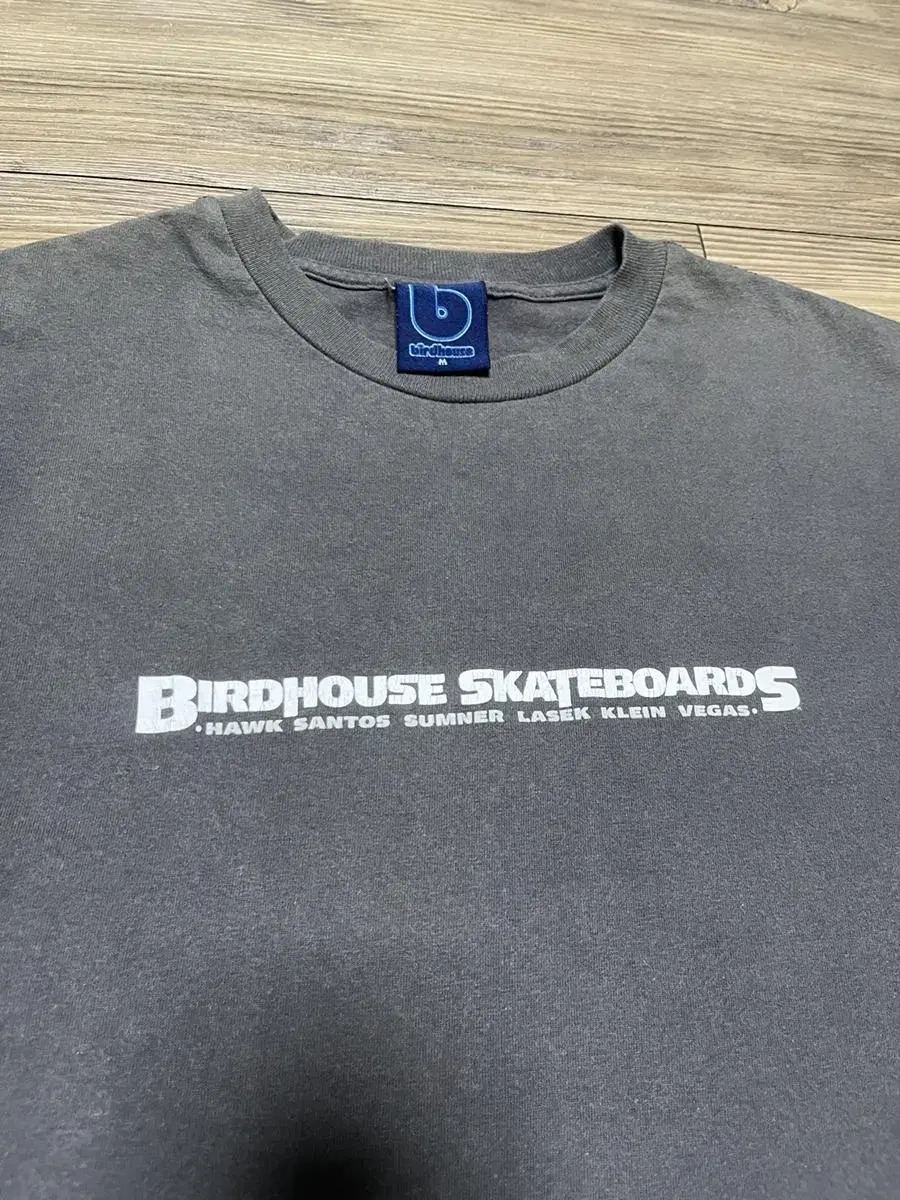 b
birdhouse
M
BIRDHOUSE SKATEBOARDS
•HAWK SANTOS SUMNER LASEK KLEIN VEGAS•